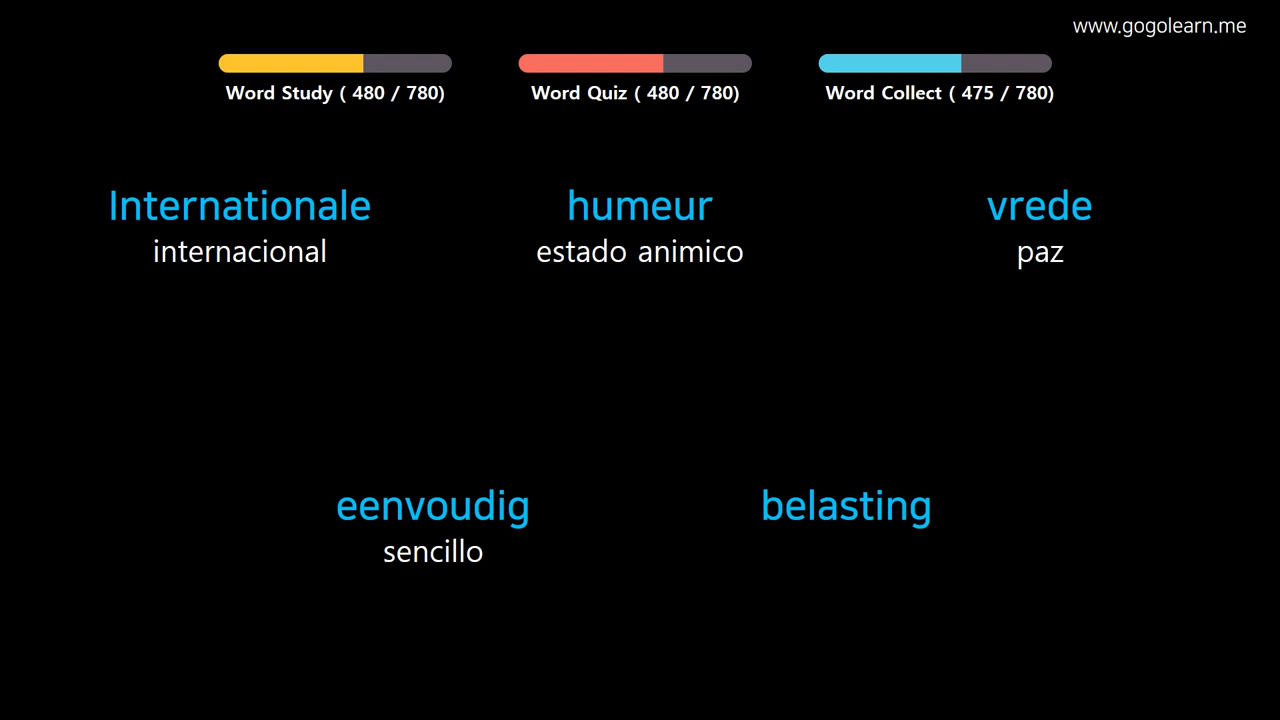 www.gogolearn.me
Word Study ( 480 / 780)
Word Quiz ( 480 / 780)
Word Collect ( 475 / 780)
Internationale
internacional
humeur
estado animico
vrede
paz
eenvoudig
sencillo
belasting